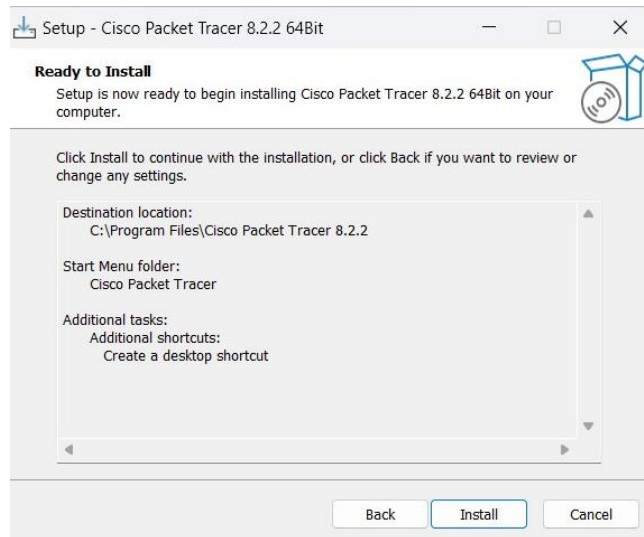 Setup - Cisco Packet Tracer 8.2.2 64Bit
Ready to Install
Setup is now ready to begin installing Cisco Packet Tracer 8.2.2 64Bit on your
computer.
Click Install to continue with the installation, or click Back if you want to review or
change any settings.
Destination location:
C:\Program Files\Cisco Packet Tracer 8.2.2
Start Menu folder:
Cisco Packet Tracer
Additional tasks:
Additional shortcuts:
Create a desktop shortcut
Back Install Cancel